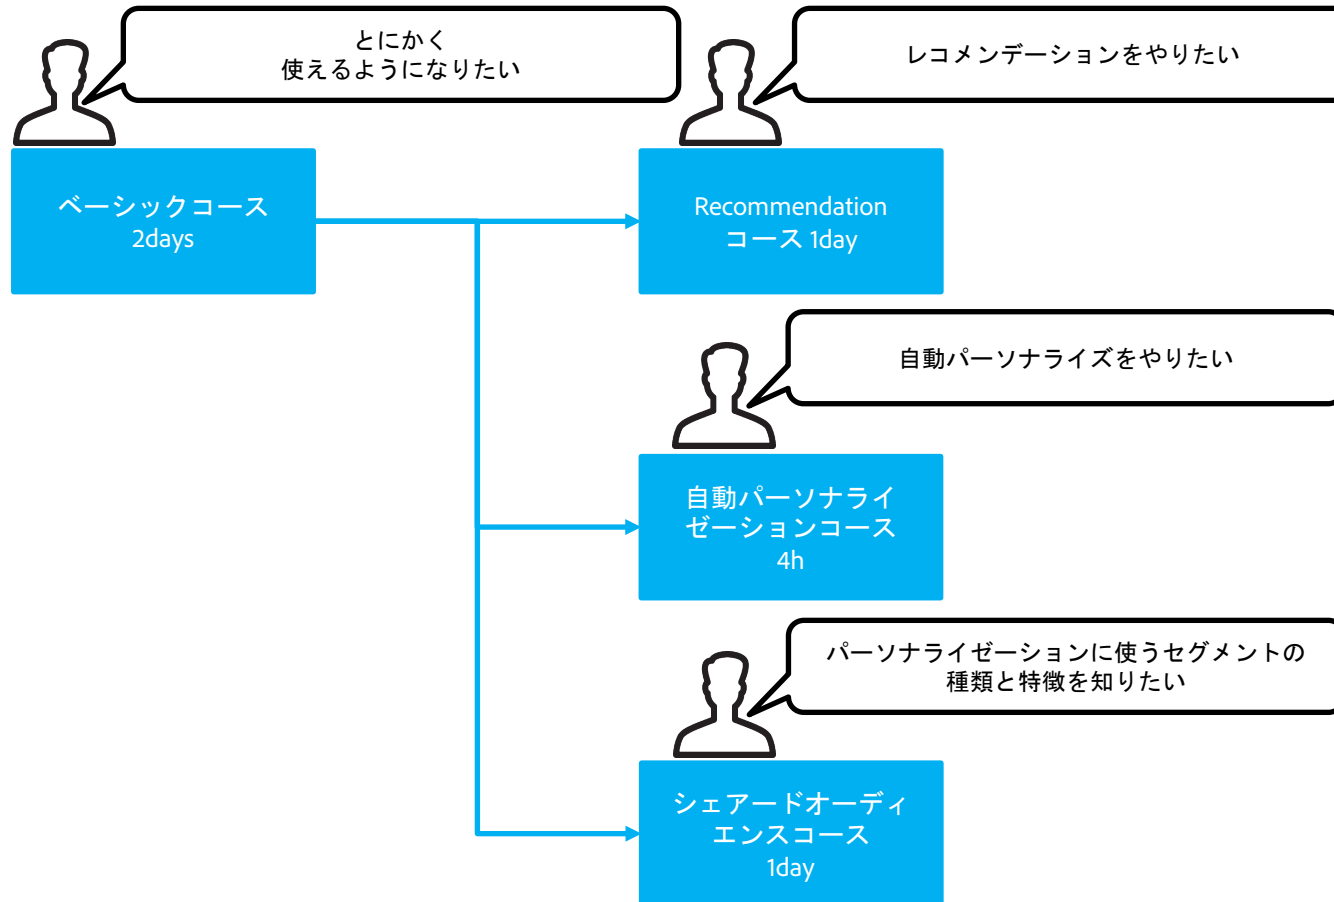 とにかく
使えるようになりたい
レコメンデーションをやりたい
ベーシックコース
2days
Recommendation
コース 1day
自動パーソナライズをやりたい
自動パーソナライ
ゼーションコース
4h
パーソナライゼーションに使うセグメントの
種類と特徴を知りたい
シェアードオーディ
エンスコース
1day